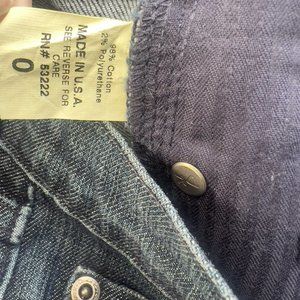 98% Cotton
2% Polyurethane
MADE IN U.S.A.
SEE REVERSE FOR
CARE
RN# 53222
0